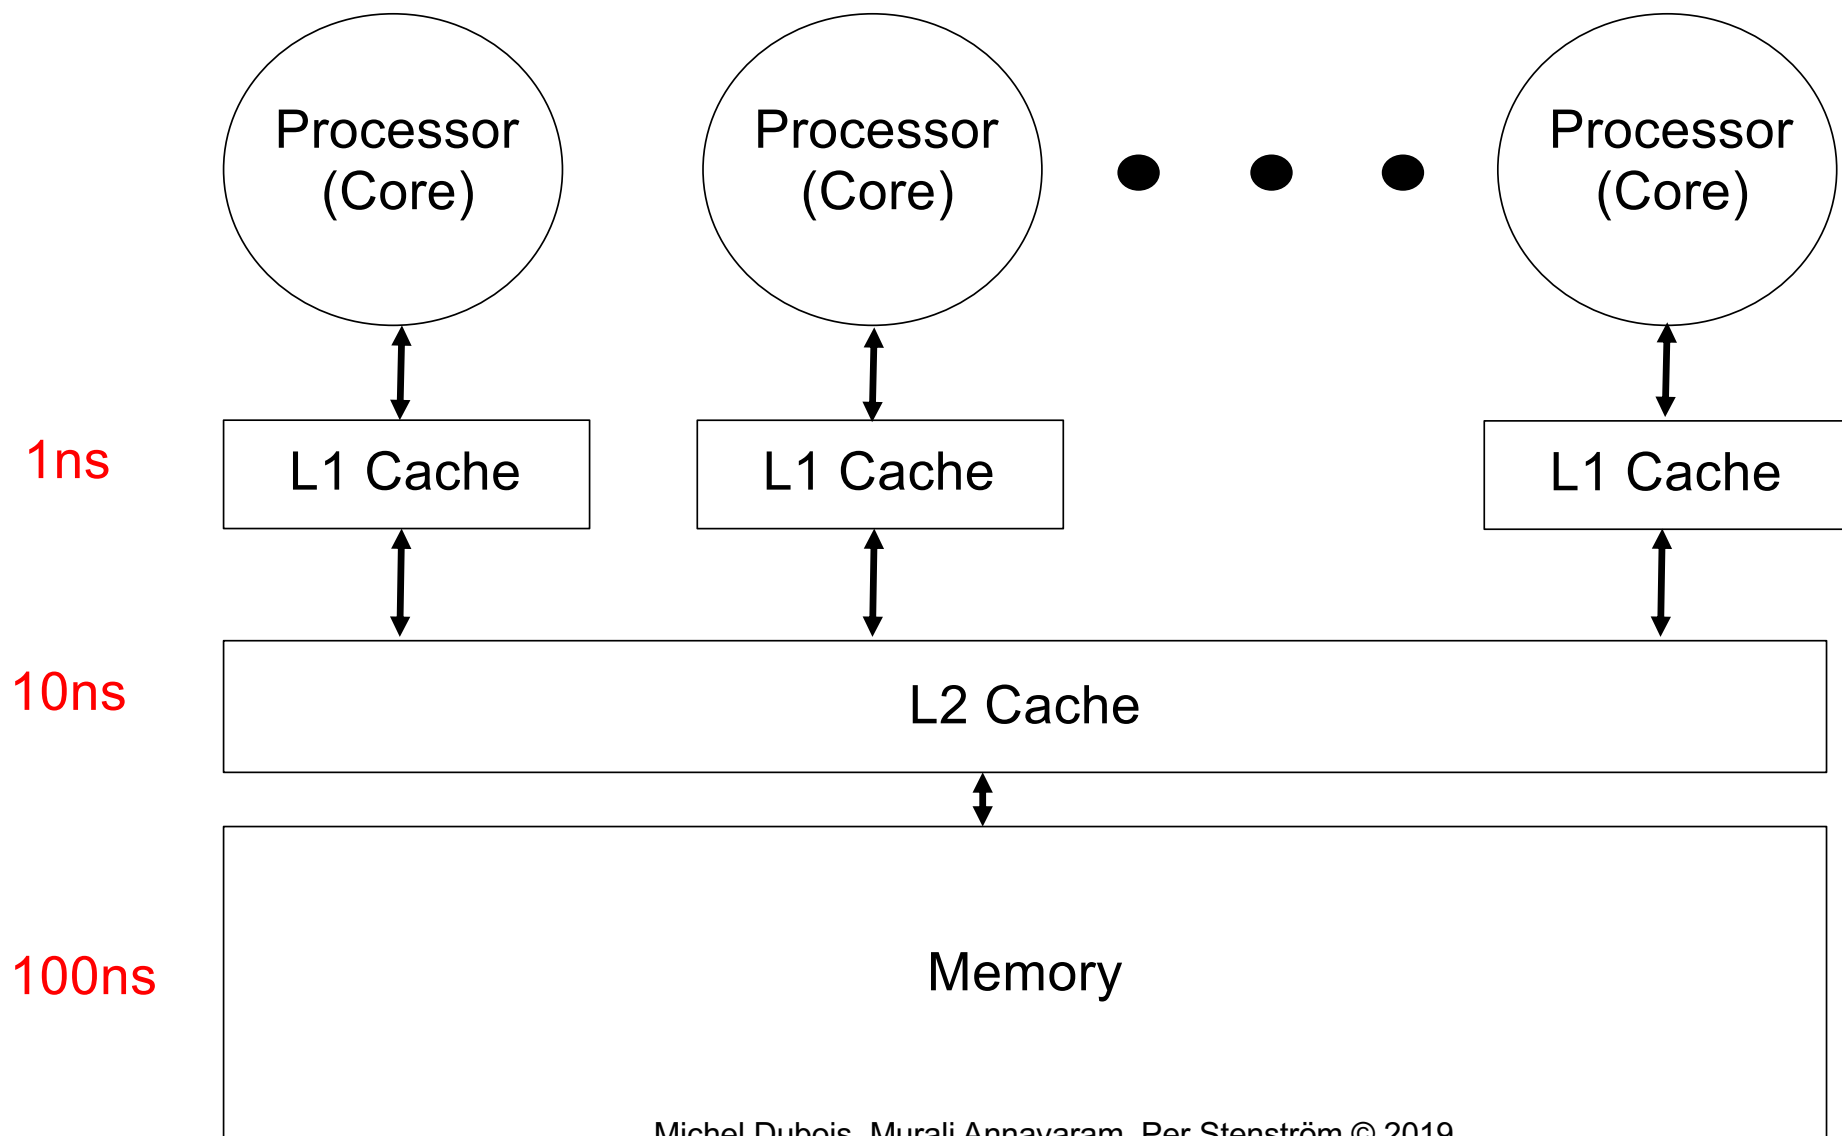 Processor
(Core)
Processor
(Core)
Processor
(Core)
1ns
L1 Cache
L1 Cache
L1 Cache
10ns
L2 Cache
100ns
Memory
Michel Dubois, Murali Annavaram, Per Stenström © 2019